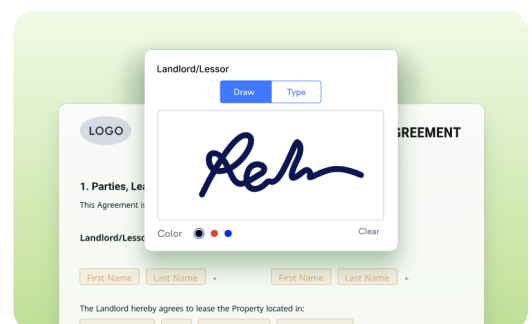 Landlord/Lessor
Draw Type
LOGO
GREEMENT
1. Parties, Lea
This Agreement i
Landlord/Lesso
Color Clear
First Name Last Name * First Name Last Name *
The Landlord hereby agrees to lease the Property located in: